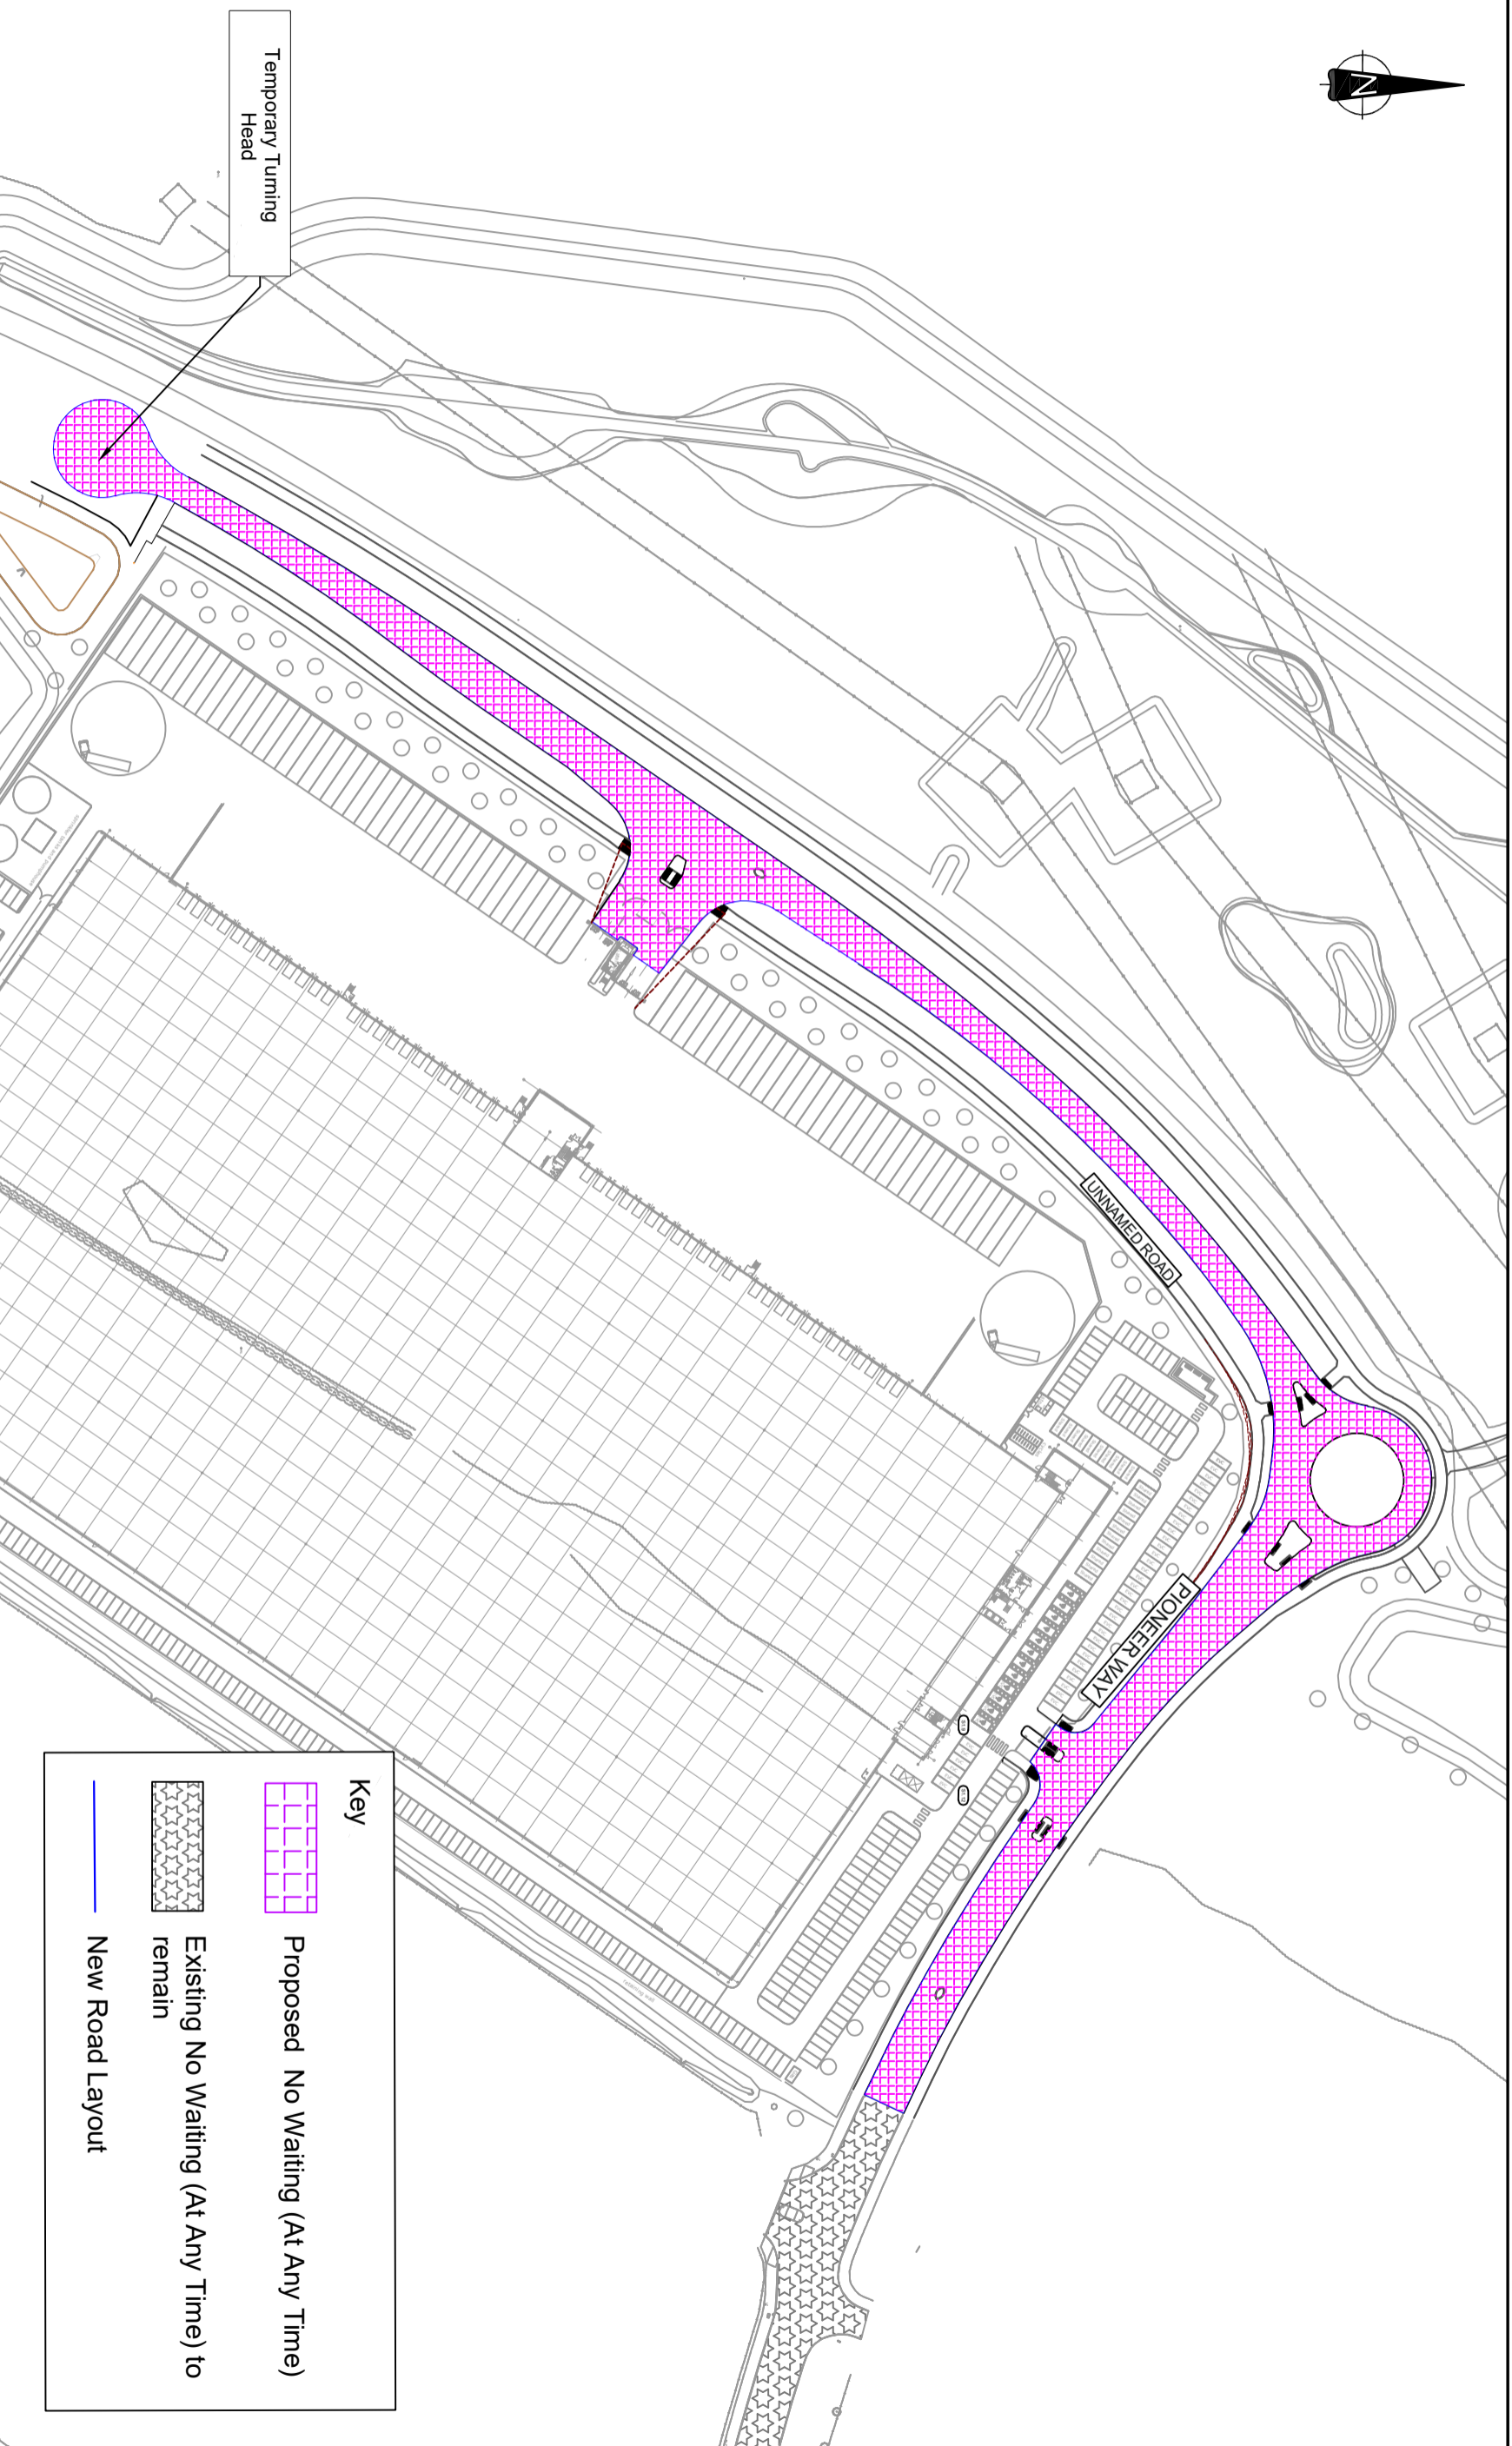 N
Temporary Turning
Head
UNNAMED ROAD
PIONEER WAY
Key
Proposed No Waiting (At Any Time)
Existing No Waiting (At Any Time) to
remain
New Road Layout